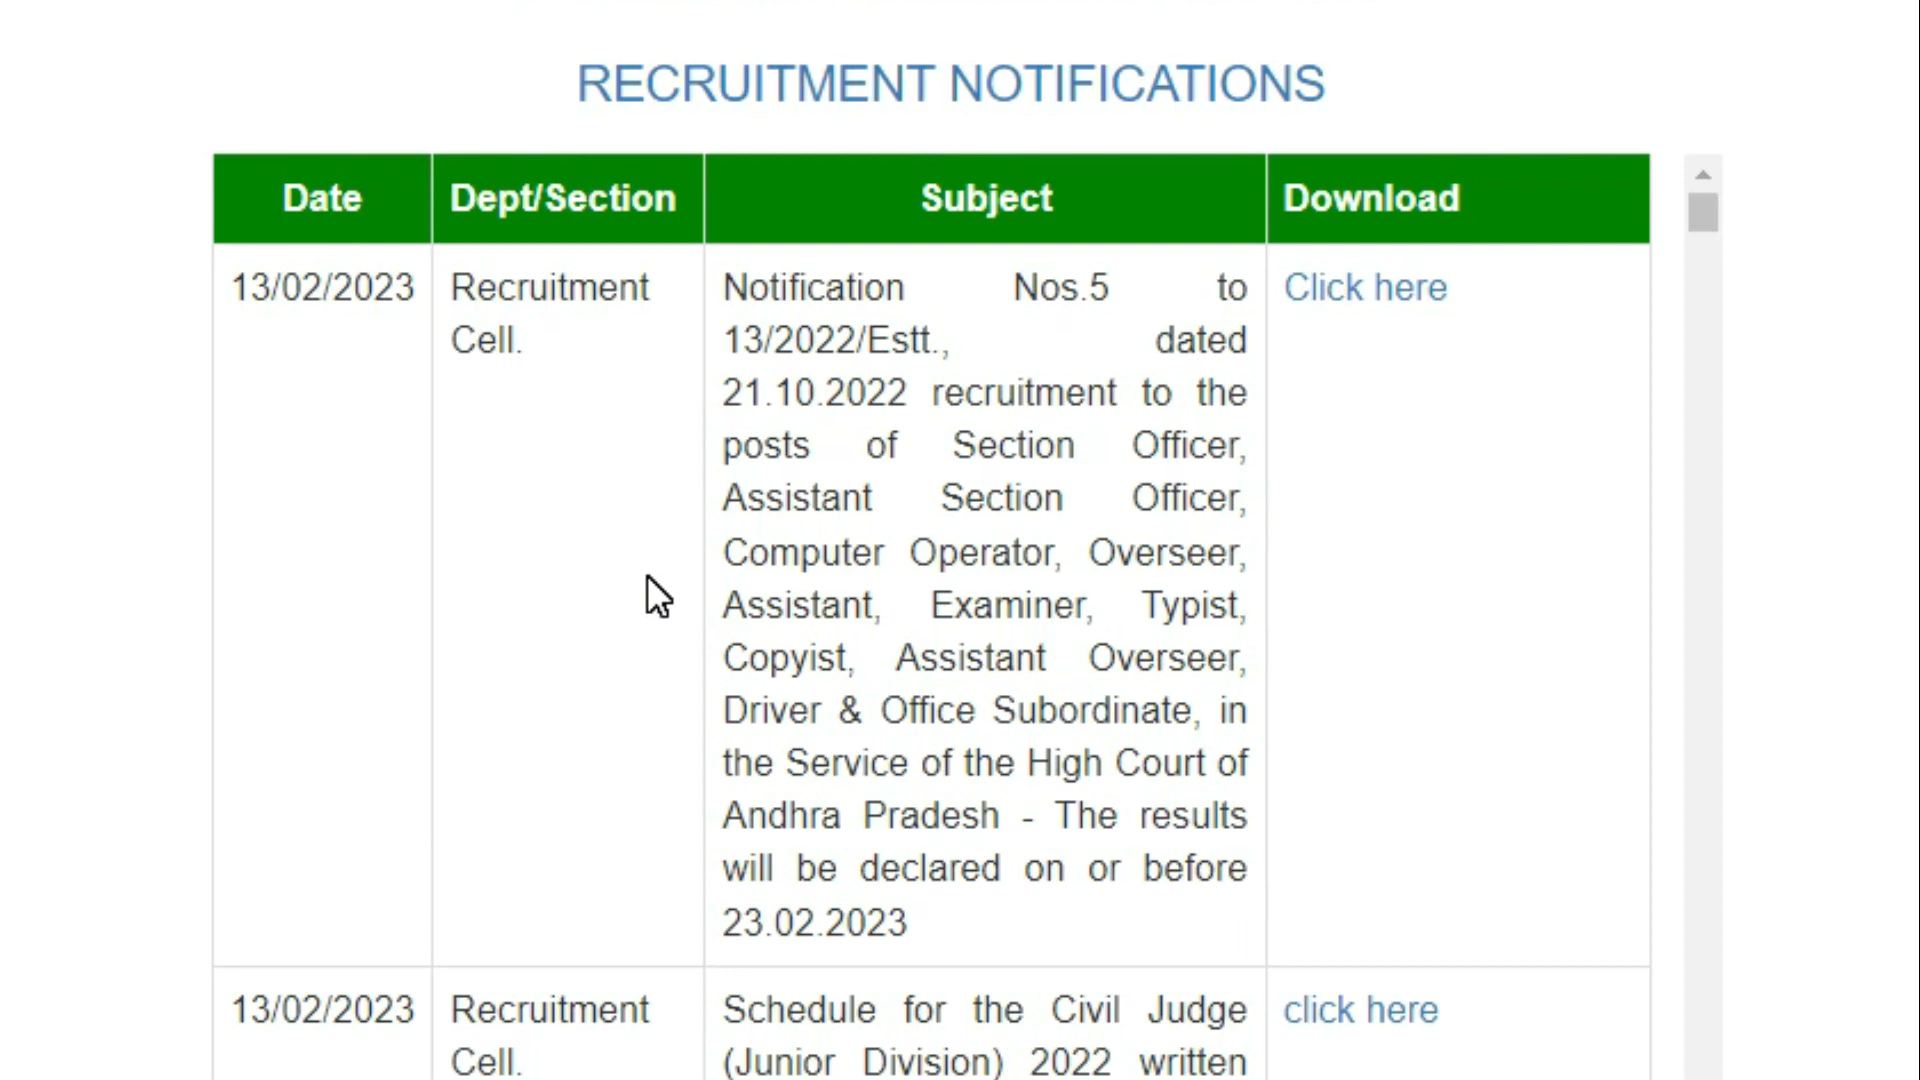 RECRUITMENT NOTIFICATIONS
Date Dept/Section Subject Download
13/02/2023 Recruitment Cell.
Notification Nos.5 to
13/2022/Estt., dated
21.10.2022 recruitment to the
posts of Section Officer,
Assistant Section Officer,
Computer Operator, Overseer,
Assistant, Examiner, Typist,
Copyist, Assistant Overseer,
Driver & Office Subordinate, in
the Service of the High Court of
Andhra Pradesh - The results
will be declared on or before
23.02.2023
Click here
13/02/2023 Recruitment Cell.
Schedule for the Civil Judge
(Junior Division) 2022 written
click here